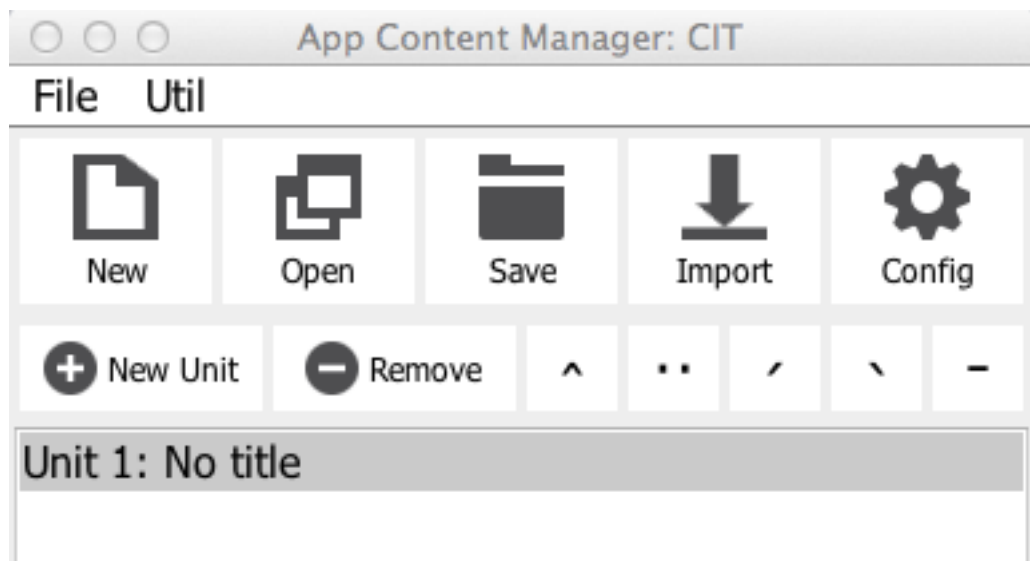 App Content Manager: CIT
File Util
New Open Save Import Config
New Unit Remove ^ ¨ ´ ` -
Unit 1: No title